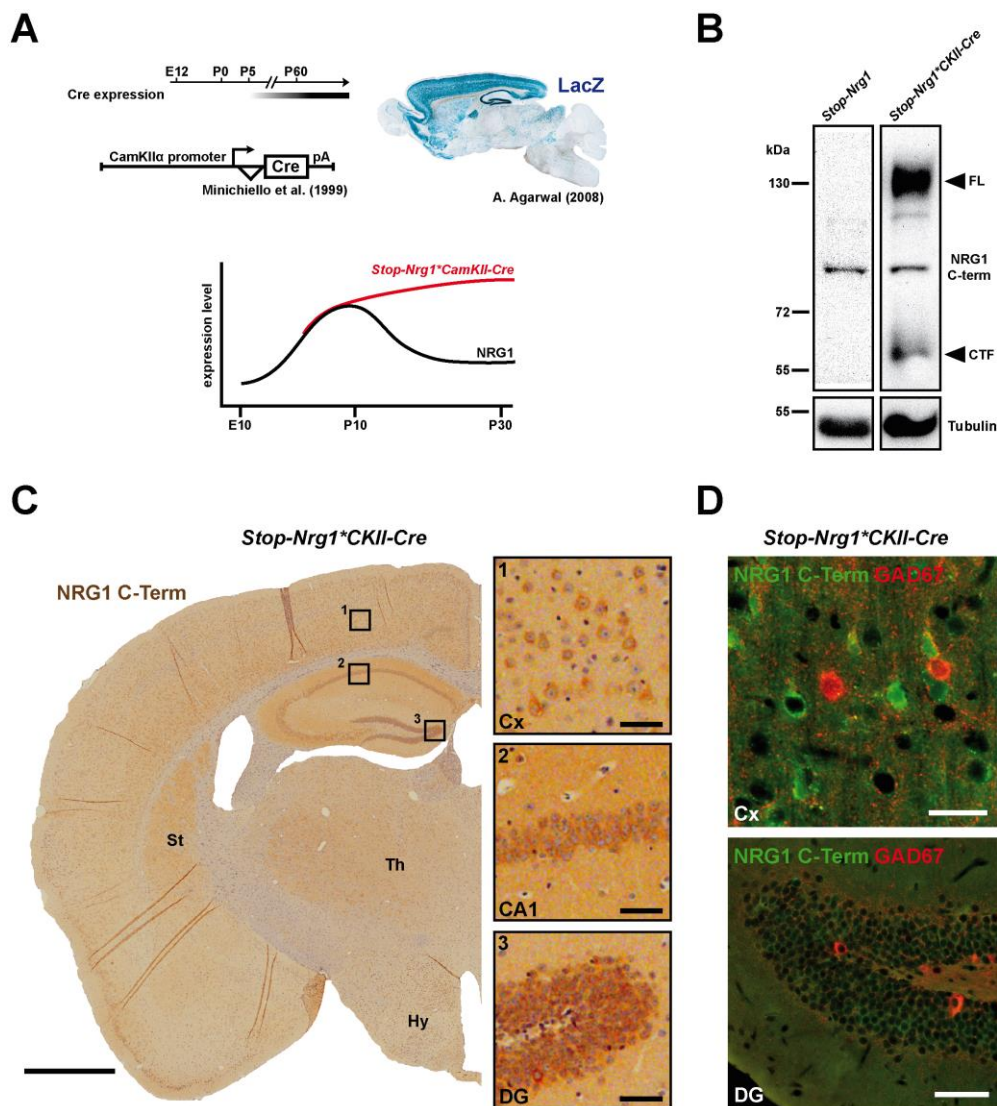 A
E12 P0 P5 P60
Cre expression
CamKIIα promoter
Cre
pA
Minichiello et al. (1999)
LacZ
A. Agarwal (2008)
Stop-Nrg1*CamKII-Cre
NRG1
expression level
E10 P10 P30
B
Stop-Nrg1
Stop-Nrg1*CKII-Cre
kDa
130
FL
NRG1
C-term
72
CTF
55
55
Tubulin
C
Stop-Nrg1*CKII-Cre
NRG1 C-Term
1
2
3
St
Th
Hy
1
Cx
2
CA1
3
DG
D
Stop-Nrg1*CKII-Cre
NRG1 C-Term GAD67
Cx
NRG1 C-Term GAD67
DG